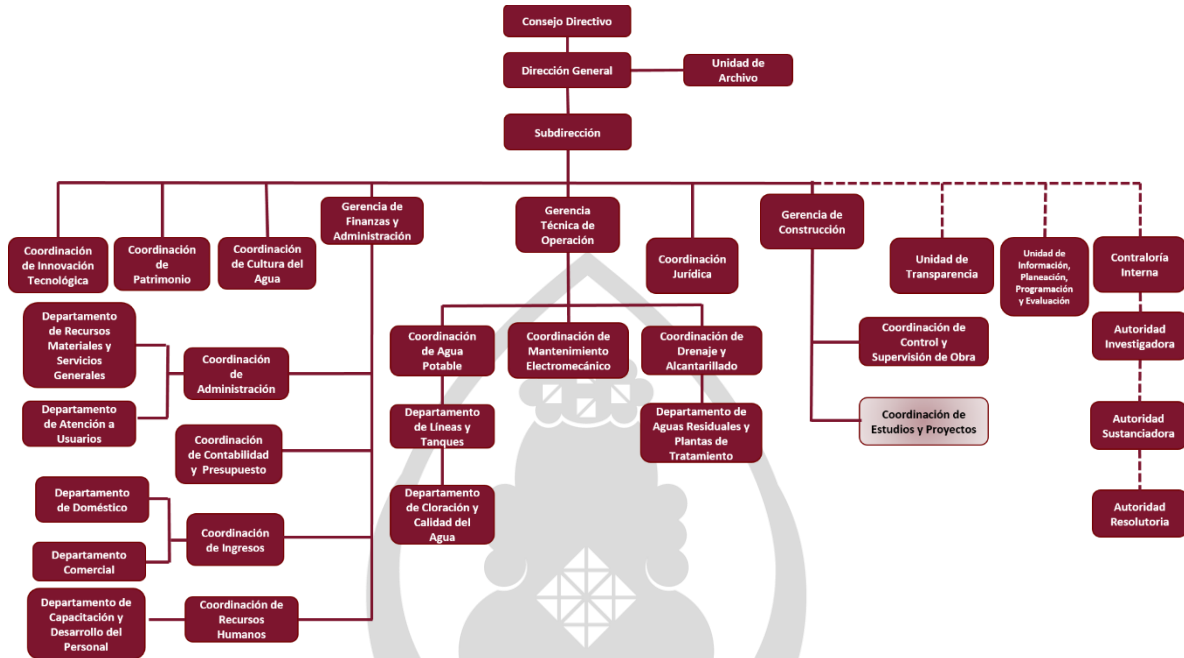 Consejo Directivo
Dirección General
Unidad de
Archivo
Subdirección
Coordinación
de Innovación
Tecnológica
Coordinación
de
Patrimonio
Coordinación
de Cultura del
Agua
Gerencia de
Finanzas y
Administración
Gerencia
Técnica de
Operación
Coordinación
Jurídica
Gerencia de
Construcción
Unidad de
Transparencia
Unidad de
Información,
Planeación,
Programación
y Evaluación
Contraloría
Interna
Departamento
de Recursos
Materiales y
Servicios
Generales
Coordinación
de
Administración
Departamento
de Atención a
Usuarios
Coordinación
de Contabilidad
y Presupuesto
Departamento
de Doméstico
Coordinación
de Ingresos
Departamento
Comercial
Departamento de
Capacitación y
Desarrollo del
Personal
Coordinación de
Recursos
Humanos
Coordinación
de Agua
Potable
Coordinación de
Mantenimiento
Electromecánico
Coordinación de
Drenaje y
Alcantarillado
Departamento
de Líneas y
Tanques
Departamento de
Aguas Residuales y
Plantas de
Tratamiento
Departamento
de Cloración y
Calidad del
Agua
Coordinación de
Control y
Supervisión de Obra
Coordinación de
Estudios y Proyectos
Autoridad
Investigadora
Autoridad
Sustanciadora
Autoridad
Resolutoria